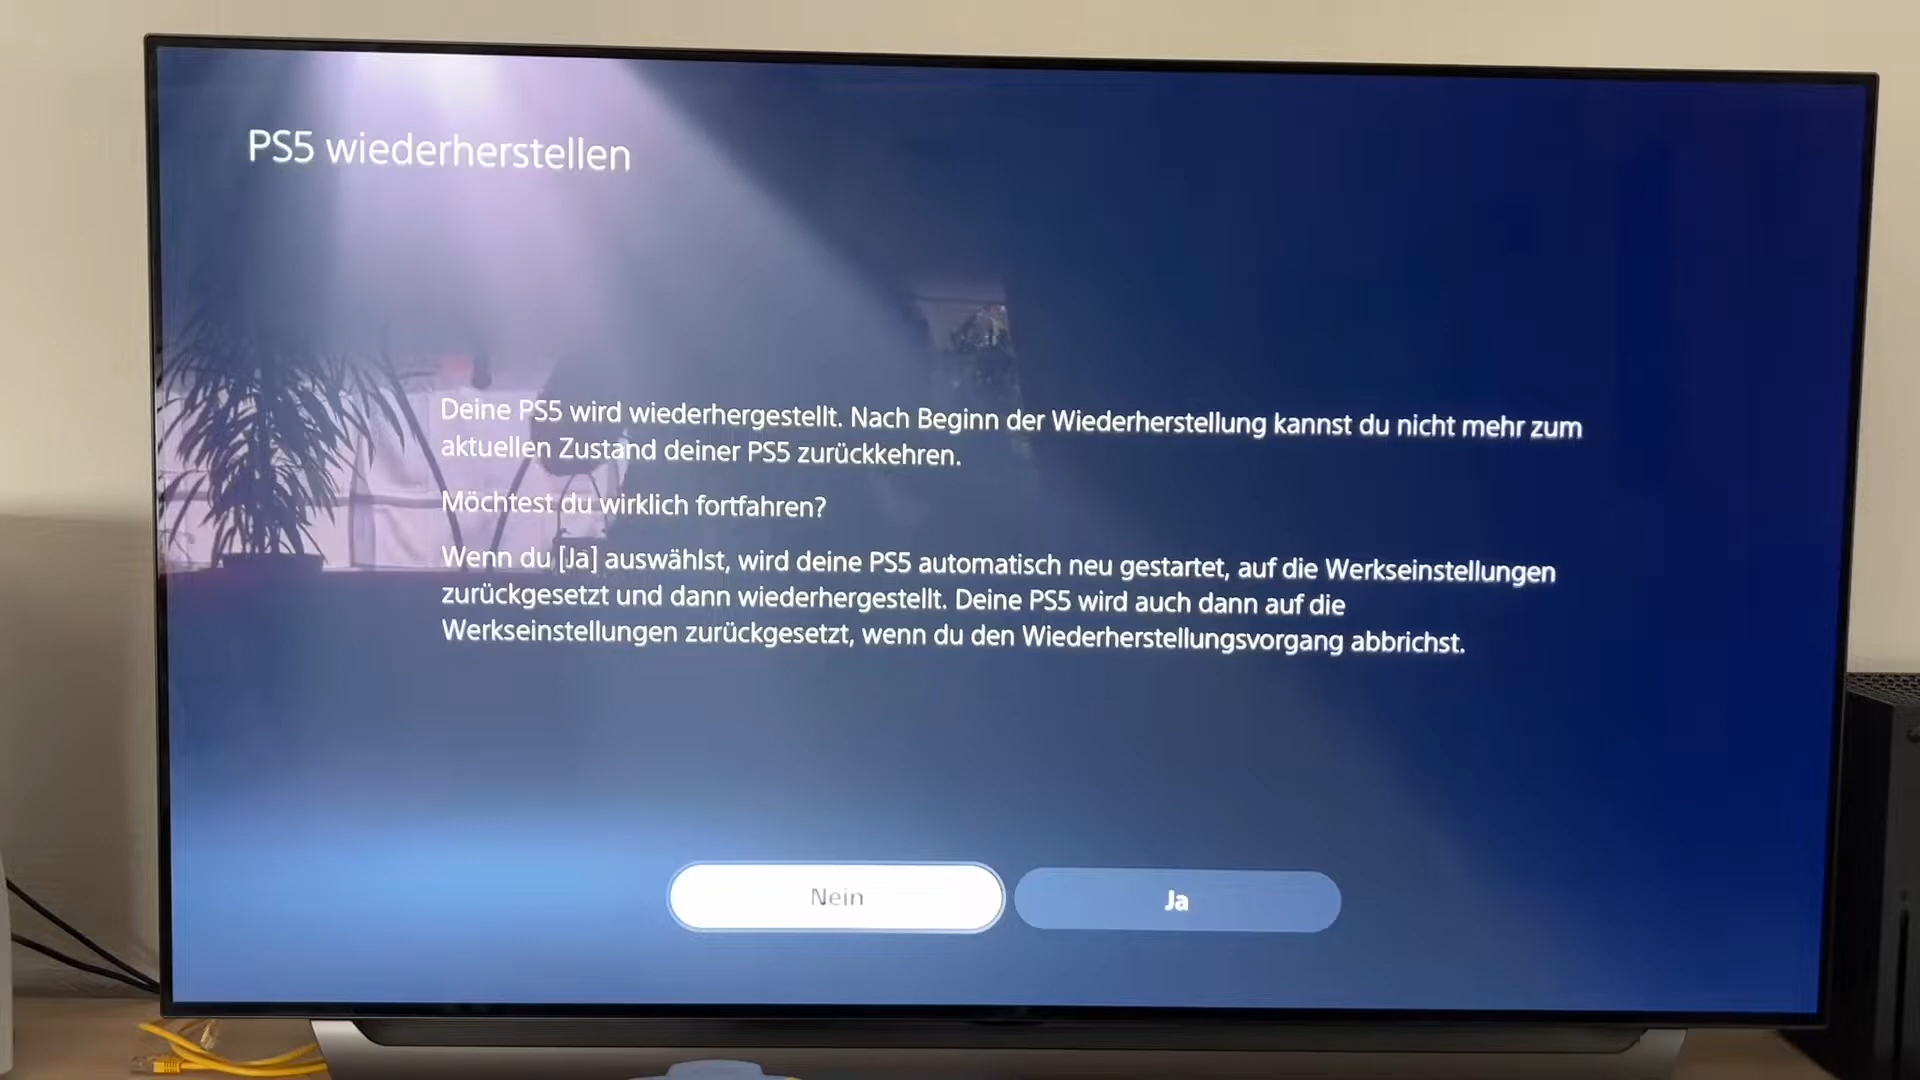 PS5 wiederherstellen
Deine PS5 wird wiederhergestellt. Nach Beginn der Wiederherstellung kannst du nicht mehr zum
aktuellen Zustand deiner PS5 zurückkehren.
Möchtest du wirklich fortfahren?
Wenn du [Ja] auswählst, wird deine PS5 automatisch neu gestartet, auf die Werkseinstellungen
zurückgesetzt und dann wiederhergestellt. Deine PS5 wird auch dann auf die
Werkseinstellungen zurückgesetzt, wenn du den Wiederherstellungsvorgang abbrichst.
Nein
Ja